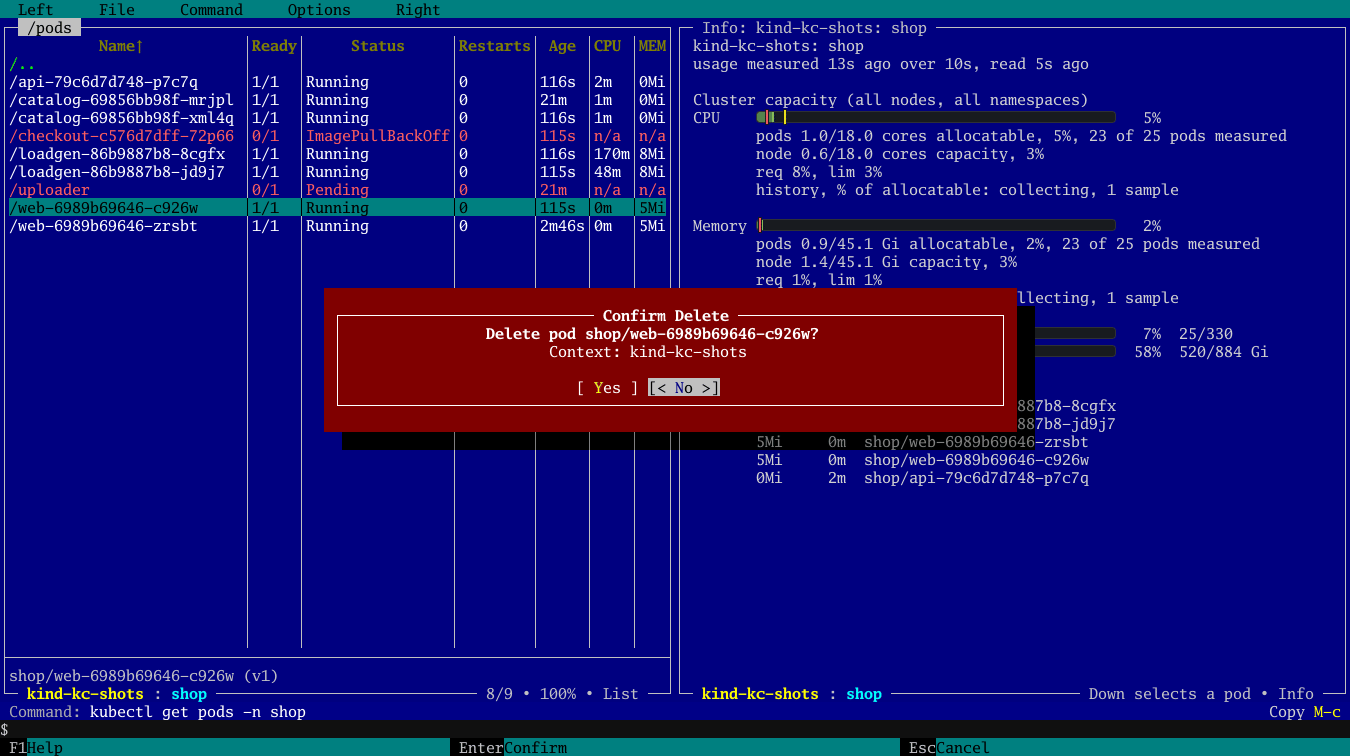 Left File Command Options Right
/pods
Name↑ Ready Status Restarts Age CPU MEM
/..
/api-79c6d7d748-p7c7q 1/1 Running 0 116s 2m 0Mi
/catalog-69856bb98f-mrjpl 1/1 Running 0 21m 1m 0Mi
/catalog-69856bb98f-xml4q 1/1 Running 0 116s 1m 0Mi
/checkout-c576d7dff-72p66 0/1 ImagePullBackOff 0 115s n/a n/a
/loadgen-86b9887b8-8cgfx 1/1 Running 0 116s 170m 8Mi
/loadgen-86b9887b8-jd9j7 1/1 Running 0 115s 48m 8Mi
/uploader 0/1 Pending 0 21m n/a n/a
/web-6989b69646-c926w 1/1 Running 0 115s 0m 5Mi
/web-6989b69646-zrsbt 1/1 Running 0 2m46s 0m 5Mi
shop/web-6989b69646-c926w (v1)
kind-kc-shots : shop 8/9 • 100% • List
Info: kind-kc-shots: shop
kind-kc-shots: shop
usage measured 13s ago over 10s, read 5s ago
Cluster capacity (all nodes, all namespaces)
CPU 5%
pods 1.0/18.0 cores allocatable, 5%, 23 of 25 pods measured
node 0.6/18.0 cores capacity, 3%
req 8%, lim 3%
history, % of allocatable: collecting, 1 sample
Memory 2%
pods 0.9/45.1 Gi allocatable, 2%, 23 of 25 pods measured
node 1.4/45.1 Gi capacity, 3%
req 1%, lim 1%
llecting, 1 sample
7% 25/330
58% 520/884 Gi
887b8-8cgfx
887b8-jd9j7
5Mi 0m shop/web-6989b69646-zrsbt
5Mi 0m shop/web-6989b69646-c926w
0Mi 2m shop/api-79c6d7d748-p7c7q
kind-kc-shots : shop Down selects a pod • Info
Confirm Delete
Delete pod shop/web-6989b69646-c926w?
Context: kind-kc-shots
[ Yes ] [< No >]
Command: kubectl get pods -n shop Copy M-c
$
F1Help EnterConfirm EscCancel